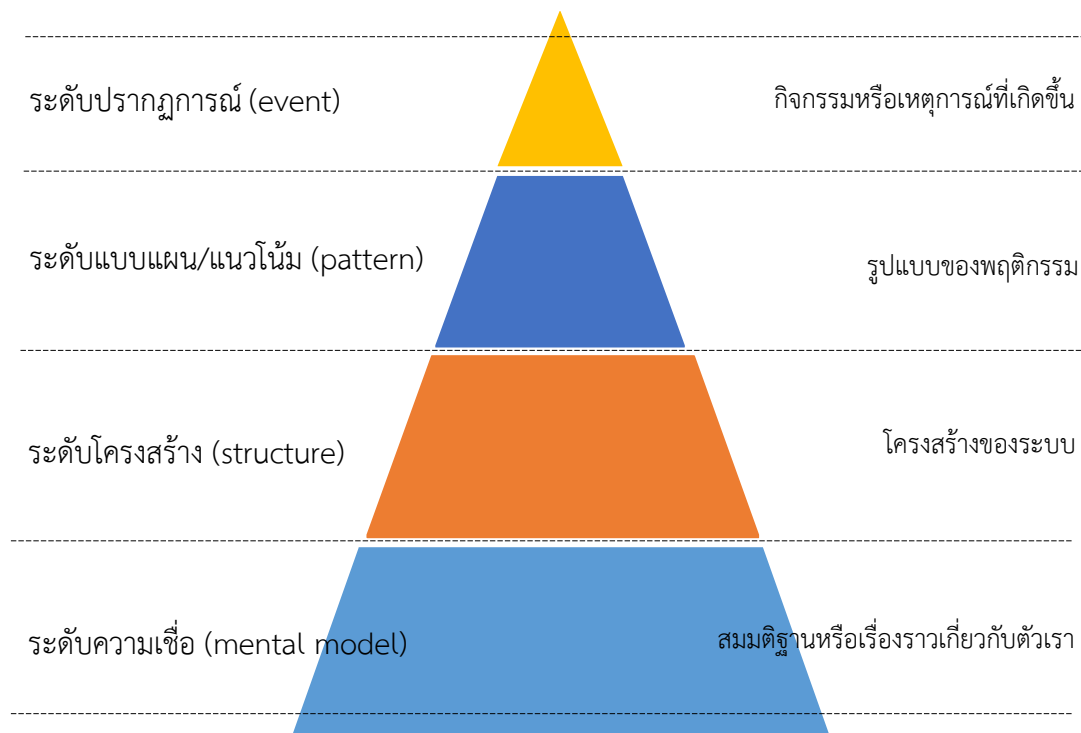 ระดับปรากฏการณ์ (event)
กิจกรรมหรือเหตุการณ์ที่เกิดขึ้น
ระดับแบบแผน/แนวโน้ม (pattern)
รูปแบบของพฤติกรรม
ระดับโครงสร้าง (structure)
โครงสร้างของระบบ
ระดับความเชื่อ (mental model)
สมมติฐานหรือเรื่องราวเกี่ยวกับตัวเรา